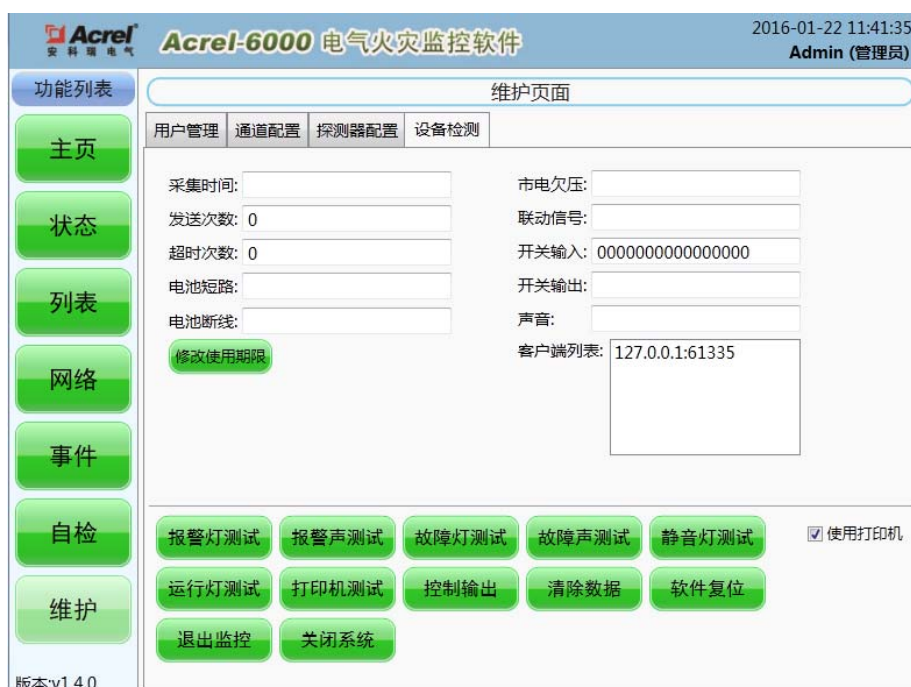 Acrel
安科瑞电气
Acrel-6000 电气火灾监控软件
2016-01-22 11:41:35
Admin (管理员)
功能列表
主页
状态
列表
网络
事件
自检
维护
版本:v1.4.0
维护页面
用户管理 通道配置 探测器配置 设备检测
采集时间:
发送次数: 0
超时次数: 0
电池短路:
电池断线:
修改使用期限
市电欠压:
联动信号:
开关输入: 0000000000000000
开关输出:
声音:
客户端列表: 127.0.0.1:61335
报警灯测试 报警声测试 故障灯测试 故障声测试 静音灯测试 使用打印机
运行灯测试 打印机测试 控制输出 清除数据 软件复位
退出监控 关闭系统